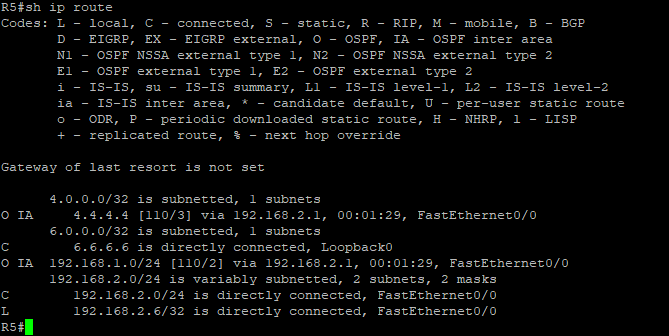 R5#sh ip route
Codes: L - local, C - connected, S - static, R - RIP, M - mobile, B - BGP
       D - EIGRP, EX - EIGRP external, O - OSPF, IA - OSPF inter area
       N1 - OSPF NSSA external type 1, N2 - OSPF NSSA external type 2
       E1 - OSPF external type 1, E2 - OSPF external type 2
       i - IS-IS, su - IS-IS summary, L1 - IS-IS level-1, L2 - IS-IS level-2
       ia - IS-IS inter area, * - candidate default, U - per-user static route
       o - ODR, P - periodic downloaded static route, H - NHRP, l - LISP
       + - replicated route, % - next hop override

Gateway of last resort is not set

      4.0.0.0/32 is subnetted, 1 subnets
O IA     4.4.4.4 [110/3] via 192.168.2.1, 00:01:29, FastEthernet0/0
      6.0.0.0/32 is subnetted, 1 subnets
C        6.6.6.6 is directly connected, Loopback0
O IA  192.168.1.0/24 [110/2] via 192.168.2.1, 00:01:29, FastEthernet0/0
      192.168.2.0/24 is variably subnetted, 2 subnets, 2 masks
C        192.168.2.0/24 is directly connected, FastEthernet0/0
L        192.168.2.6/32 is directly connected, FastEthernet0/0
R5#